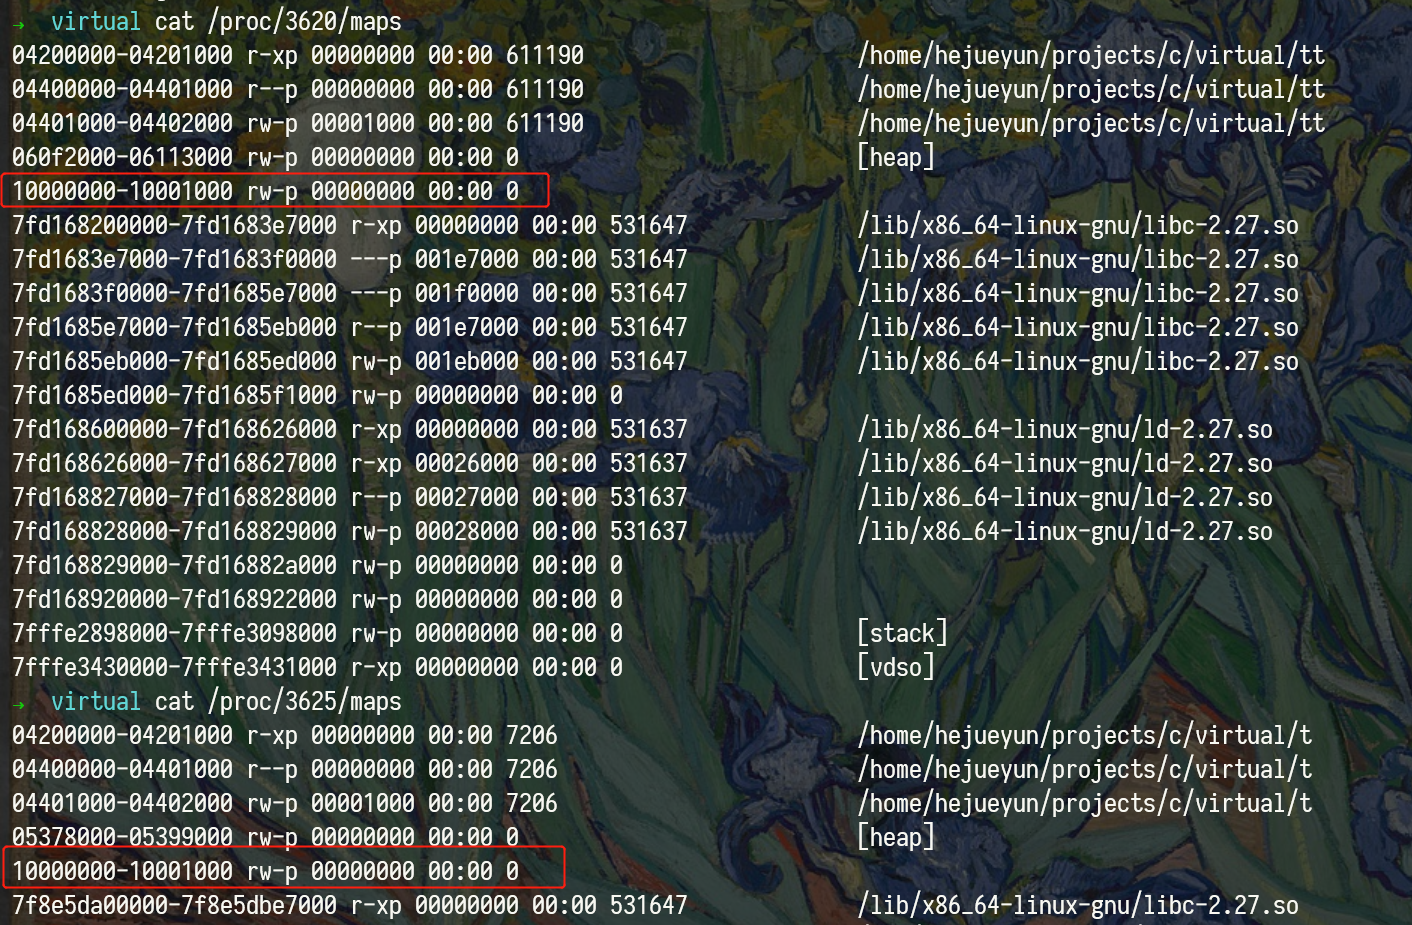 → virtual cat /proc/3620/maps
04200000-04201000 r-xp 00000000 00:00 611190 /home/hejueyun/projects/c/virtual/tt
04400000-04401000 r--p 00000000 00:00 611190 /home/hejueyun/projects/c/virtual/tt
04401000-04402000 rw-p 00001000 00:00 611190 /home/hejueyun/projects/c/virtual/tt
060f2000-06113000 rw-p 00000000 00:00 0 [heap]
10000000-10001000 rw-p 00000000 00:00 0
7fd168200000-7fd1683e7000 r-xp 00000000 00:00 531647 /lib/x86_64-linux-gnu/libc-2.27.so
7fd1683e7000-7fd1683f0000 ---p 001e7000 00:00 531647 /lib/x86_64-linux-gnu/libc-2.27.so
7fd1683f0000-7fd1685e7000 ---p 001f0000 00:00 531647 /lib/x86_64-linux-gnu/libc-2.27.so
7fd1685e7000-7fd1685eb000 r--p 001e7000 00:00 531647 /lib/x86_64-linux-gnu/libc-2.27.so
7fd1685eb000-7fd1685ed000 rw-p 001eb000 00:00 531647 /lib/x86_64-linux-gnu/libc-2.27.so
7fd1685ed000-7fd1685f1000 rw-p 00000000 00:00 0
7fd168600000-7fd168626000 r-xp 00000000 00:00 531637 /lib/x86_64-linux-gnu/ld-2.27.so
7fd168626000-7fd168627000 r-xp 00026000 00:00 531637 /lib/x86_64-linux-gnu/ld-2.27.so
7fd168827000-7fd168828000 r--p 00027000 00:00 531637 /lib/x86_64-linux-gnu/ld-2.27.so
7fd168828000-7fd168829000 rw-p 00028000 00:00 531637 /lib/x86_64-linux-gnu/ld-2.27.so
7fd168829000-7fd16882a000 rw-p 00000000 00:00 0
7fd168920000-7fd168922000 rw-p 00000000 00:00 0
7fffe2898000-7fffe3098000 rw-p 00000000 00:00 0 [stack]
7fffe3430000-7fffe3431000 r-xp 00000000 00:00 0 [vdso]
→ virtual cat /proc/3625/maps
04200000-04201000 r-xp 00000000 00:00 7206 /home/hejueyun/projects/c/virtual/t
04400000-04401000 r--p 00000000 00:00 7206 /home/hejueyun/projects/c/virtual/t
04401000-04402000 rw-p 00001000 00:00 7206 /home/hejueyun/projects/c/virtual/t
05378000-05399000 rw-p 00000000 00:00 0 [heap]
10000000-10001000 rw-p 00000000 00:00 0
7f8e5da00000-7f8e5dbe7000 r-xp 00000000 00:00 531647 /lib/x86_64-linux-gnu/libc-2.27.so